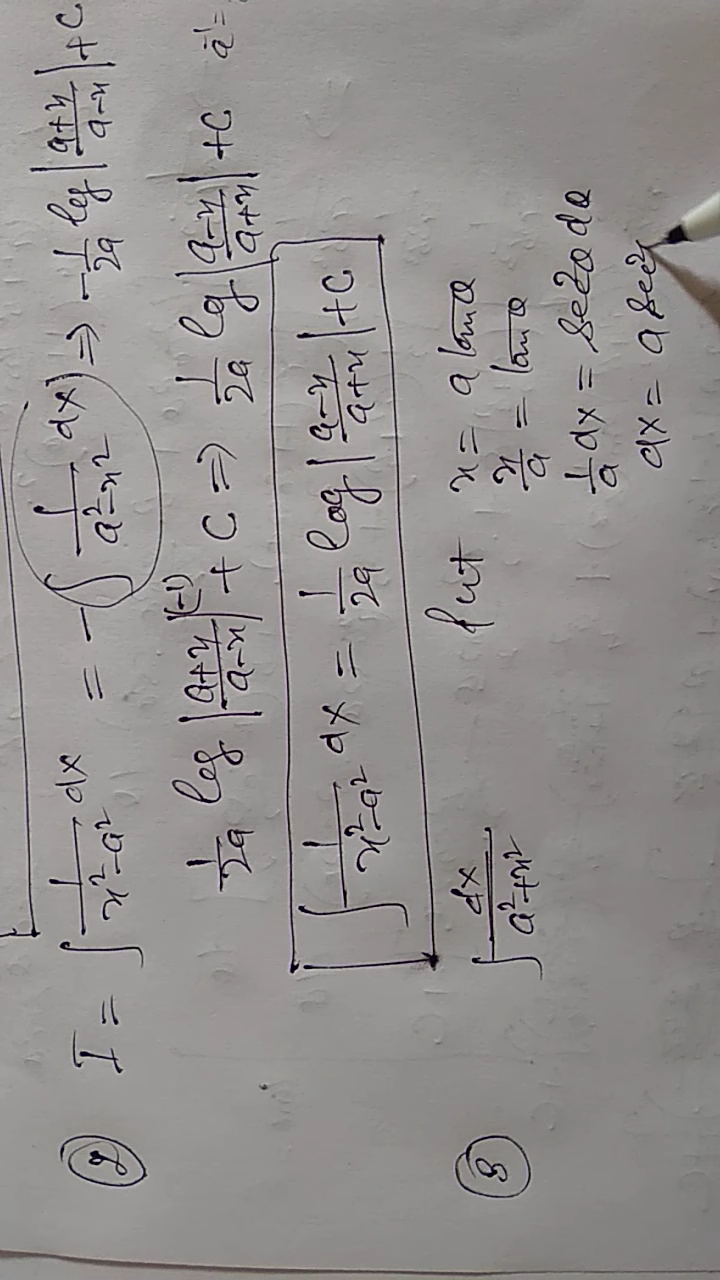 ② I = ∫ 1/(x²-a²) dx = -(∫ 1/(a²-x²) dx) ⇒ -1/2a log |a+x/a-x| + C
1/2a log |a+x/a-x|⁽⁻¹⁾ + C ⇒ 1/2a log |a-x/a+x| + C
∫ 1/(x²-a²) dx = 1/2a log |a-x/a+x| + C
③ ∫ dx/(a²+x²) put x = a tanθ
x/a = tanθ
1/a dx = sec²θ dθ
dx = a sec²